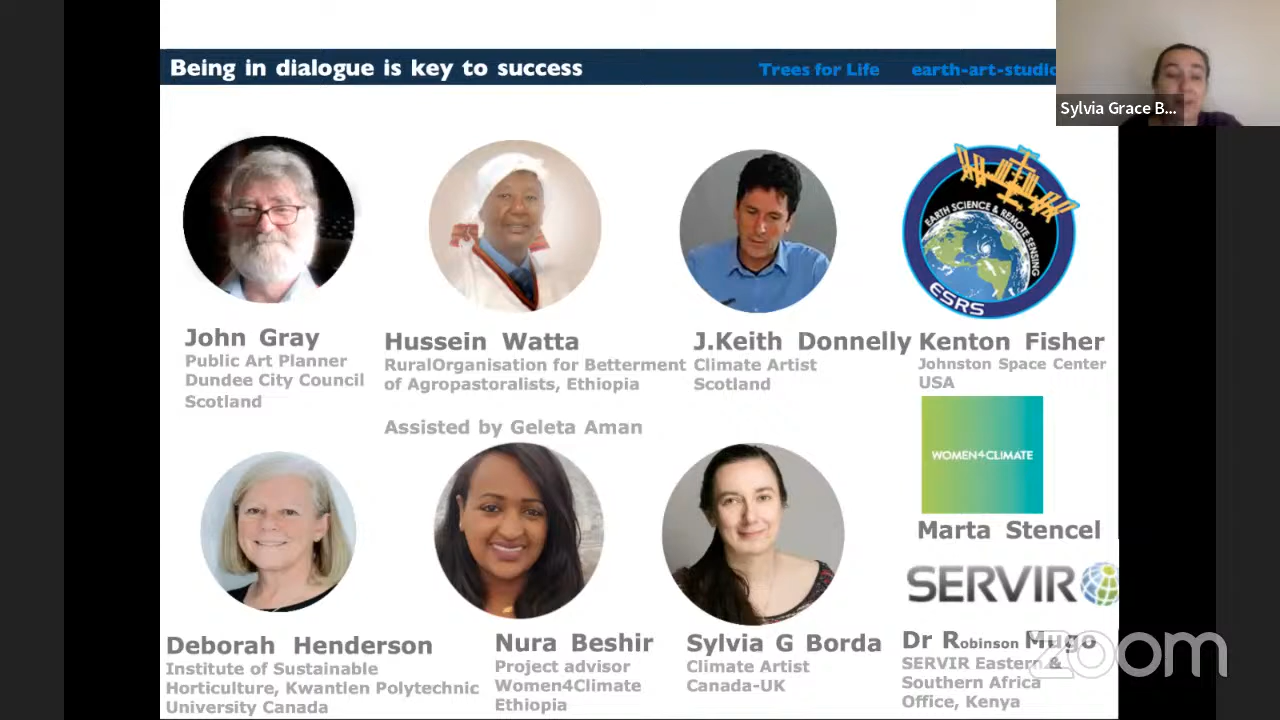 Being in dialogue is key to success
Trees for Life
earth-art-studio
Sylvia Grace B...
EARTH SCIENCE & REMOTE SENSING
ESRS
John Gray
Public Art Planner
Dundee City Council
Scotland
Hussein Watta
RuralOrganisation for Betterment
of Agropastoralists, Ethiopia
Assisted by Geleta Aman
J.Keith Donnelly
Climate Artist
Scotland
Kenton Fisher
Johnston Space Center
USA
WOMEN4CLIMATE
Marta Stencel
SERVIR
Deborah Henderson
Institute of Sustainable
Horticulture, Kwantlen Polytechnic
University Canada
Nura Beshir
Project advisor
Women4Climate
Ethiopia
Sylvia G Borda
Climate Artist
Canada-UK
Dr Robinson Mugo
SERVIR Eastern &
Southern Africa
Office, Kenya
zoom